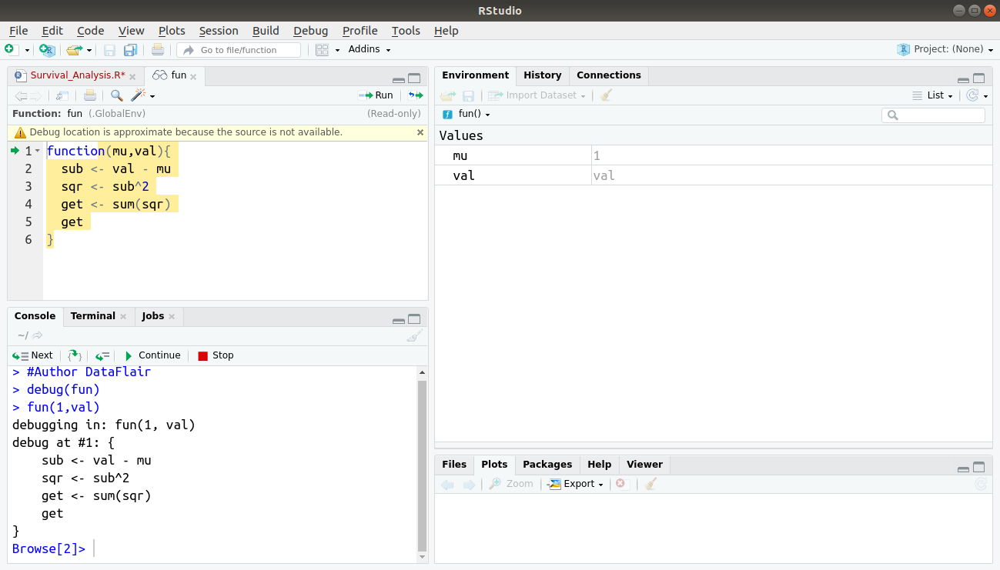 RStudio
File Edit Code View Plots Session Build Debug Profile Tools Help
Go to file/function Addins Project: (None)
Survival_Analysis.R* fun
Run
Function: fun (.GlobalEnv) (Read-only)
Debug location is approximate because the source is not available.
1 function(mu,val){
2 sub <- val - mu
3 sqr <- sub^2
4 get <- sum(sqr)
5 get
6 }
Console Terminal Jobs
~/
Next Continue Stop
> #Author DataFlair
> debug(fun)
> fun(1,val)
debugging in: fun(1, val)
debug at #1: {
    sub <- val - mu
    sqr <- sub^2
    get <- sum(sqr)
    get
}
Browse[2]>
Environment History Connections
Import Dataset List
fun()
Values
mu 1
val val
Files Plots Packages Help Viewer
Zoom Export